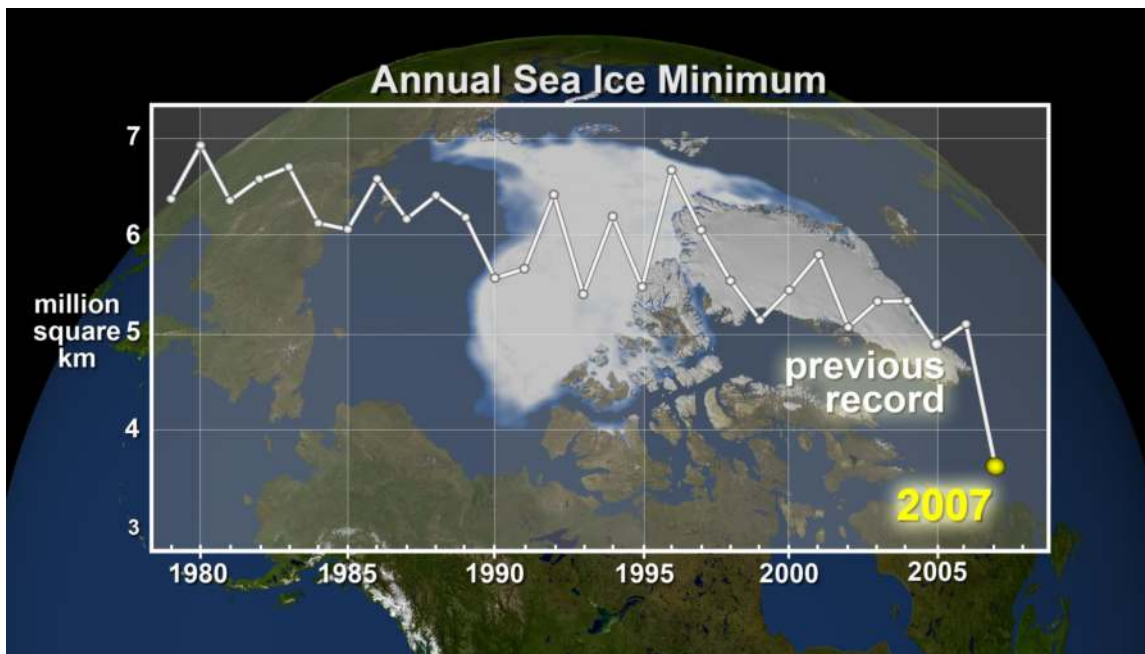 Annual Sea Ice Minimum
7
6
million
square
km
5
4
3
previous
record
2007
1980 1985 1990 1995 2000 2005